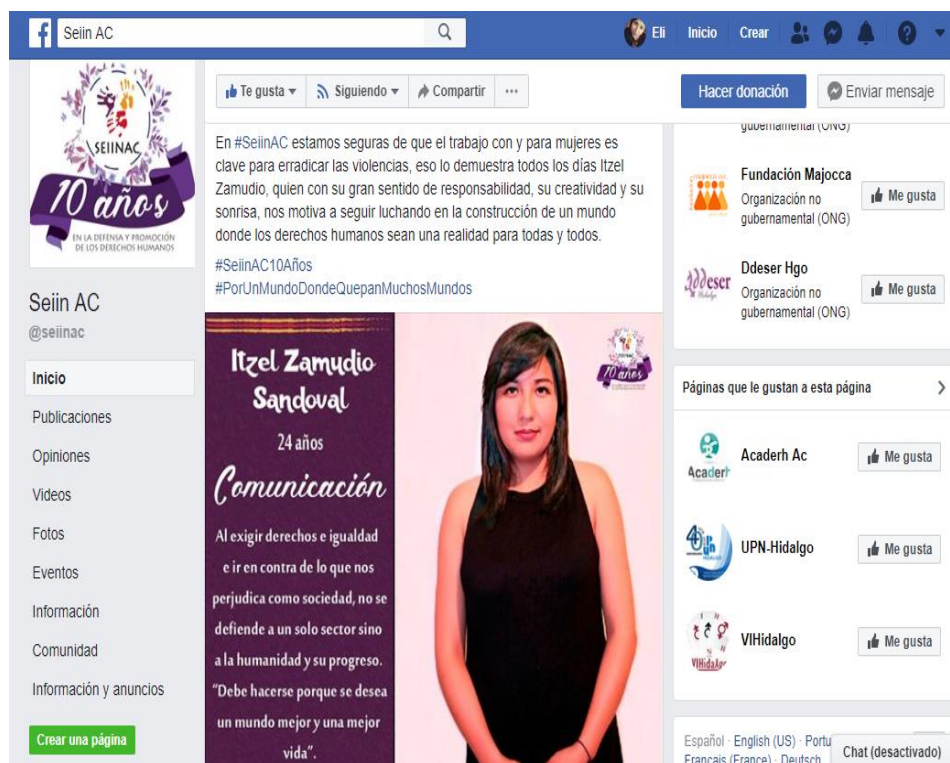 Seiin AC
Eli
Inicio
Crear
SEIINAC
10 años
EN LA DEFENSA Y PROMOCIÓN
DE LOS DERECHOS HUMANOS
Seiin AC
@seiinac
Inicio
Publicaciones
Opiniones
Videos
Fotos
Eventos
Información
Comunidad
Información y anuncios
Crear una página
Te gusta
Siguiendo
Compartir
Hacer donación
Enviar mensaje
En #SeiinAC estamos seguras de que el trabajo con y para mujeres es
clave para erradicar las violencias, eso lo demuestra todos los días Itzel
Zamudio, quien con su gran sentido de responsabilidad, su creatividad y su
sonrisa, nos motiva a seguir luchando en la construcción de un mundo
donde los derechos humanos sean una realidad para todas y todos.
#SeiinAC10Años
#PorUnMundoDondeQuepanMuchosMundos
Itzel Zamudio
Sandoval
24 años
Comunicación
Al exigir derechos e igualdad
e ir en contra de lo que nos
perjudica como sociedad, no se
defiende a un solo sector sino
a la humanidad y su progreso.
"Debe hacerse porque se desea
un mundo mejor y una mejor
vida".
SEIINAC
10 años
gubernamental (ONG)
Fundación Majocca
Organización no
gubernamental (ONG)
Me gusta
Ddeser
Hidalgo
Ddeser Hgo
Organización no
gubernamental (ONG)
Me gusta
Páginas que le gustan a esta página
Acaderh
Acaderh Ac
Me gusta
UPN-Hidalgo
Me gusta
VIHidalgo
VIHidalgo
Me gusta
Español · English (US) · Portu
Français (France) · Deutsch
Chat (desactivado)